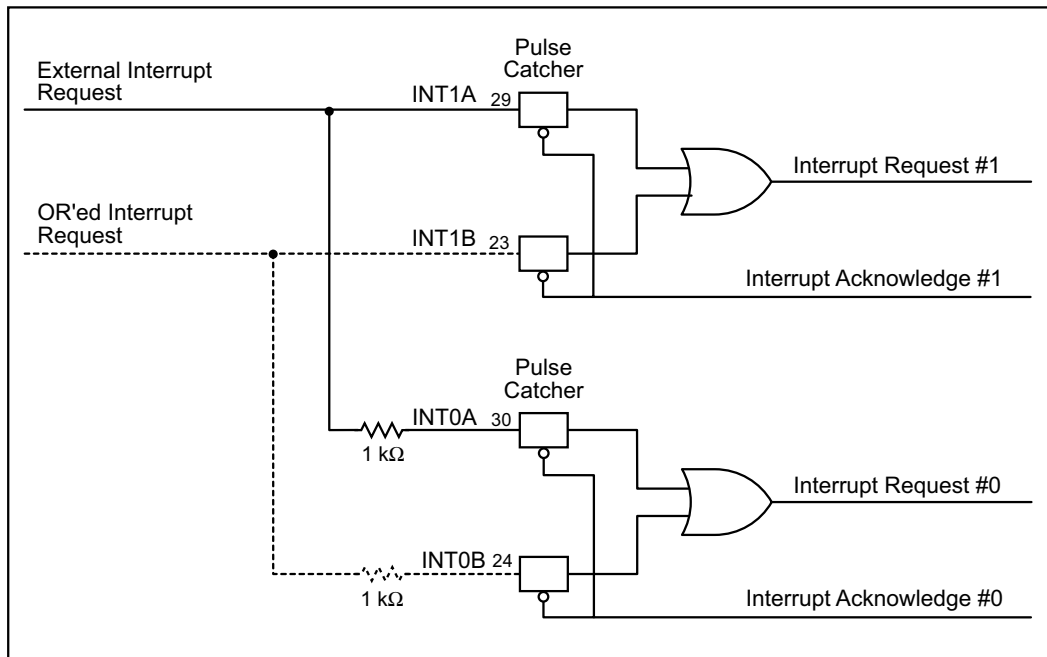 Pulse
Catcher
External Interrupt
Request
INT1A 29
Interrupt Request #1
OR'ed Interrupt
Request
INT1B 23
Interrupt Acknowledge #1
Pulse
Catcher
INT0A 30
1 kΩ
Interrupt Request #0
INT0B 24
1 kΩ
Interrupt Acknowledge #0